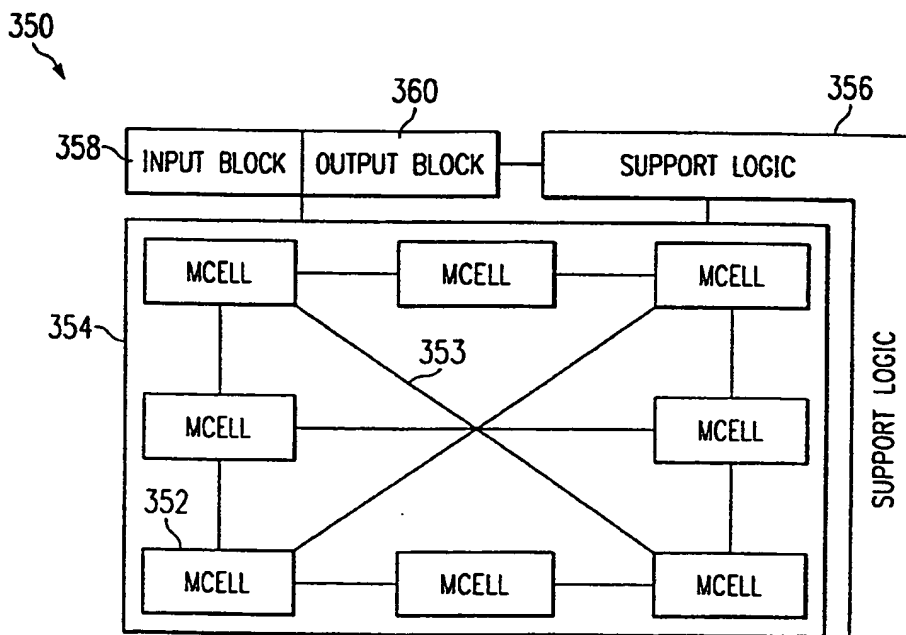 350
360
356
358
INPUT BLOCK
OUTPUT BLOCK
SUPPORT LOGIC
MCELL
MCELL
MCELL
354
353
MCELL
MCELL
SUPPORT LOGIC
352
MCELL
MCELL
MCELL